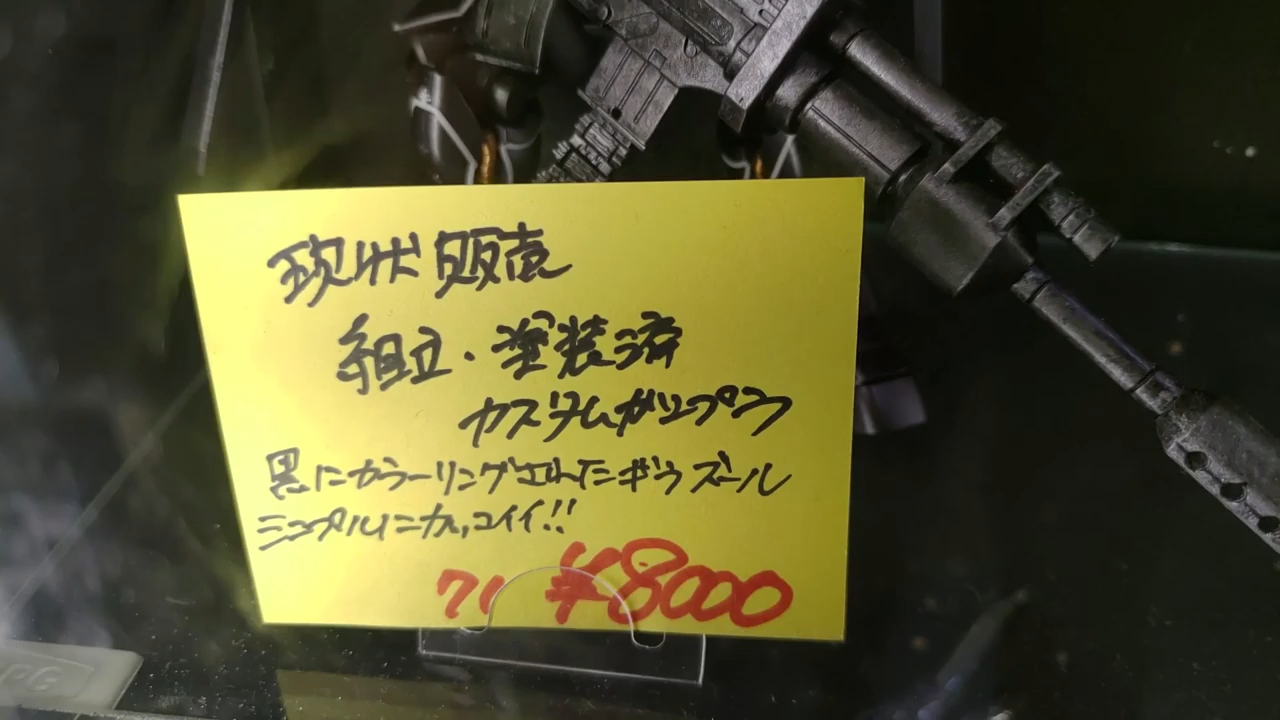 現状販売
組立・塗装済
カスタムガンプラ
黒にカラーリングされたギラズール
シンプルにカッコイイ!!
71 ¥8000
PG